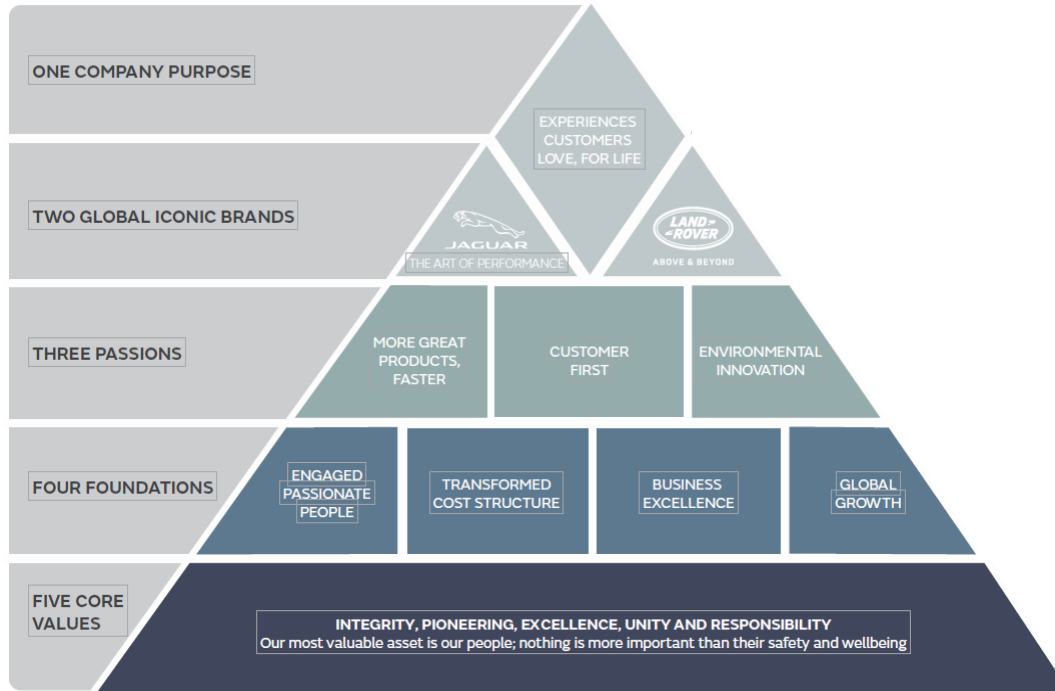 ONE COMPANY PURPOSE
EXPERIENCES
CUSTOMERS
LOVE, FOR LIFE
TWO GLOBAL ICONIC BRANDS
JAGUAR
THE ART OF PERFORMANCE
LAND
ROVER
ABOVE & BEYOND
THREE PASSIONS
MORE GREAT
PRODUCTS,
FASTER
CUSTOMER
FIRST
ENVIRONMENTAL
INNOVATION
FOUR FOUNDATIONS
ENGAGED
PASSIONATE
PEOPLE
TRANSFORMED
COST STRUCTURE
BUSINESS
EXCELLENCE
GLOBAL
GROWTH
FIVE CORE
VALUES
INTEGRITY, PIONEERING, EXCELLENCE, UNITY AND RESPONSIBILITY
Our most valuable asset is our people; nothing is more important than their safety and wellbeing